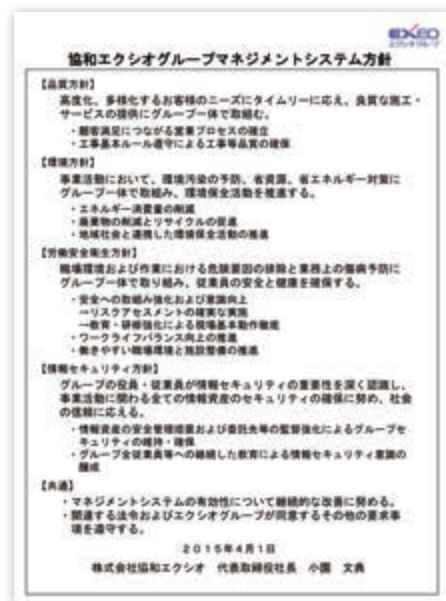 EXEO
エクシオグループ
協和エクシオグループマネジメントシステム方針
【品質方針】
高度化、多様化するお客様のニーズにタイムリーに応え、良質な施工・
サービスの提供にグループ一体で取組む。
・顧客満足につながる営業プロセスの確立
・工事基本ルール遵守による工事等品質の確保
【環境方針】
事業活動において、環境汚染の予防、省資源、省エネルギー対策に
グループ一体で取組み、環境保全活動を推進する。
・エネルギー消費量の削減
・廃棄物の削減とリサイクルの促進
・地域社会と連携した環境保全活動の推進
【労働安全衛生方針】
職場環境および作業における危険要因の排除と業務上の傷病予防に
グループ一体で取り組み、従業員の安全と健康を確保する。
・安全への取組み強化および意識向上
→リスクアセスメントの確実な実施
→教育・研修強化による現場基本動作徹底
・ワークライフバランス向上の推進
・働きやすい職場環境と施設整備の推進
【情報セキュリティ方針】
グループの役員・従業員が情報セキュリティの重要性を深く認識し、
事業活動に関わる全ての情報資産のセキュリティの確保に努め、社会
の信頼に応える。
・情報資産の安全管理措置および委託先等の監督強化によるグループセ
キュリティの維持・確保
・グループ全従業員等への継続した教育による情報セキュリティ意識の
醸成
【共通】
・マネジメントシステムの有効性について継続的な改善に努める。
・関連する法令およびエクシオグループが同意するその他の要求事
項を遵守する。
2015年4月1日
株式会社協和エクシオ 代表取締役社長 小園 文典